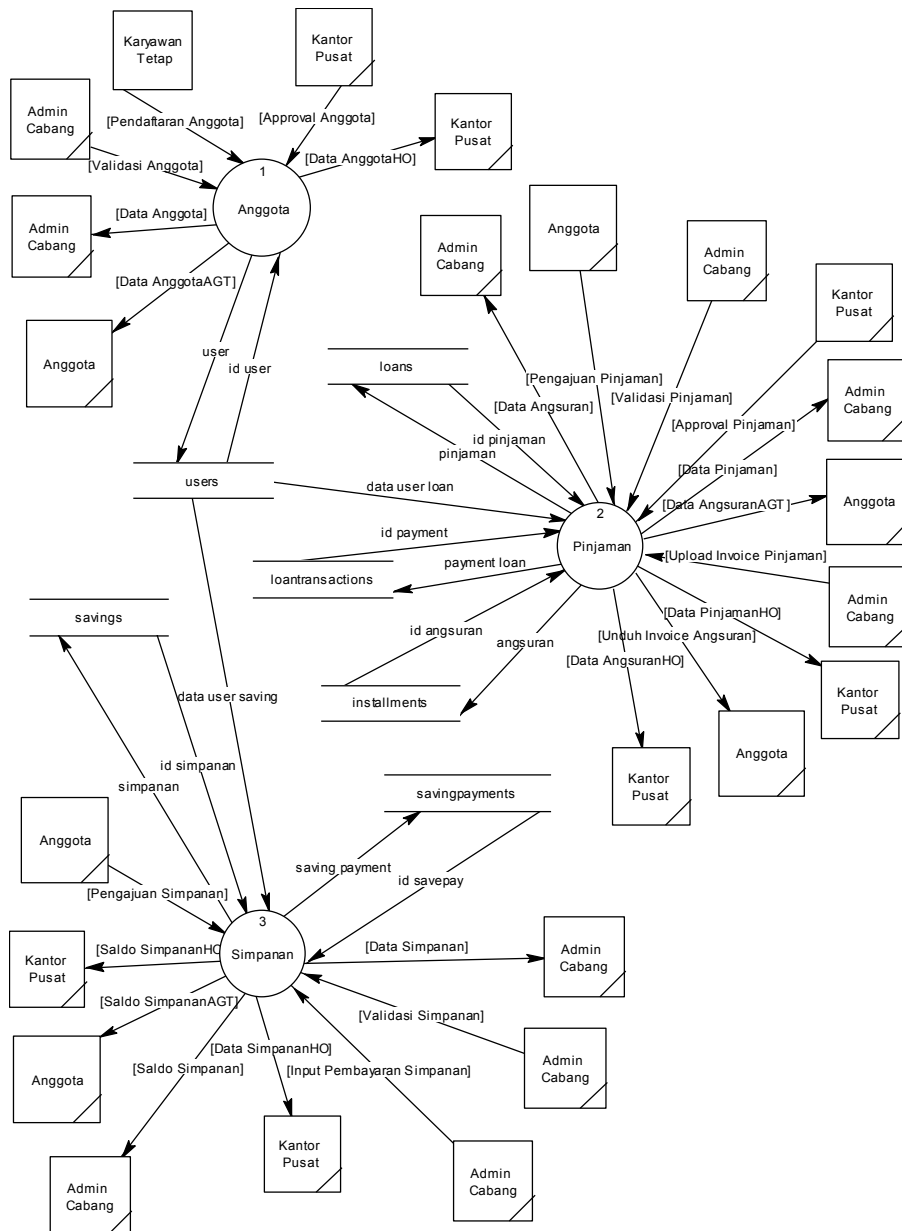 Karyawan
Tetap
Kantor
Pusat
Admin
Cabang
[Pendaftaran Anggota]
[Approval Anggota]
Kantor
Pusat
[Validasi Anggota]
[Data AnggotaHO]
1
Anggota
Admin
Cabang
[Data Anggota]
[Data AnggotaAGT]
Anggota
user
id user
Admin
Cabang
Anggota
Admin
Cabang
Kantor
Pusat
loans
[Pengajuan Pinjaman]
[Validasi Pinjaman]
[Data Angsuran]
[Approval Pinjaman]
Admin
Cabang
id pinjaman
pinjaman
[Data Pinjaman]
users
data user loan
2
Pinjaman
[Data AngsuranAGT]
Anggota
id payment
payment loan
loantransactions
[Upload Invoice Pinjaman]
Admin
Cabang
id angsuran
angsuran
installments
[Data PinjamanHO]
[Unduh Invoice Angsuran]
[Data AngsuranHO]
Kantor
Pusat
Anggota
Kantor
Pusat
savings
data user saving
id simpanan
simpanan
savingpayments
Anggota
saving payment
id savepay
[Pengajuan Simpanan]
3
Simpanan
[Saldo SimpananHO
Kantor
Pusat
[Data Simpanan]
Admin
Cabang
[Saldo SimpananAGT]
Anggota
[Validasi Simpanan]
Admin
Cabang
[Saldo Simpanan]
[Data SimpananHO]
[Input Pembayaran Simpanan]
Admin
Cabang
Kantor
Pusat
Admin
Cabang